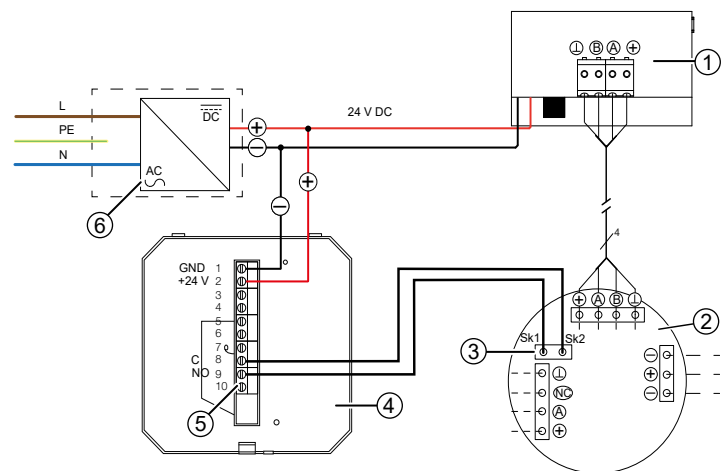 ⊥ B A +
1
L
PE
N
DC
AC
6
+
−
24 V DC
+
−
4
GND 1
+24 V 2
3
4
5
6
7
C 8
NO 9
10
5
4
+ A B ⊥
2
3
Sk1 Sk2
⊥
NC
A
+
−
+
−